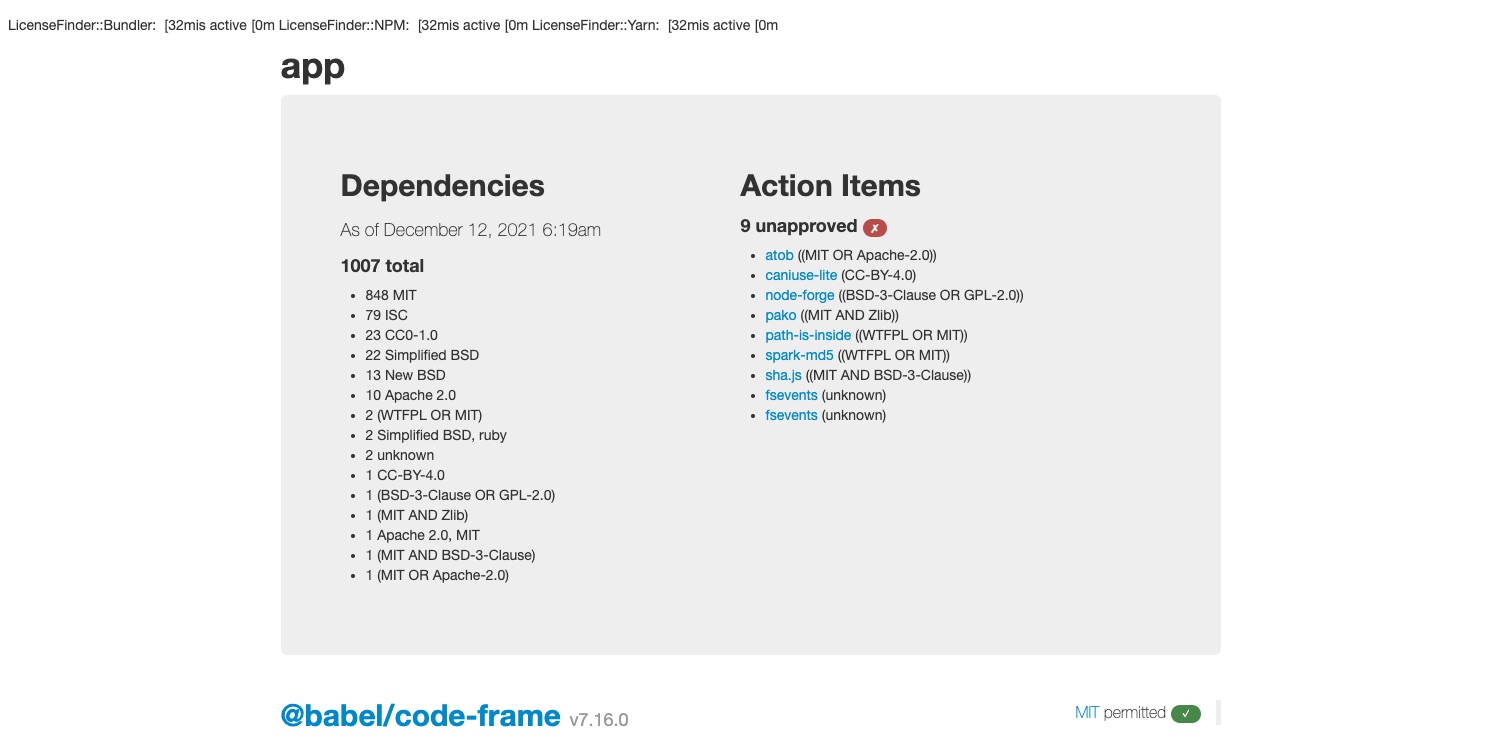 LicenseFinder::Bundler: [32mis active [0m LicenseFinder::NPM: [32mis active [0m LicenseFinder::Yarn: [32mis active [0m
app
Dependencies
As of December 12, 2021 6:19am
1007 total
848 MIT
79 ISC
23 CC0-1.0
22 Simplified BSD
13 New BSD
10 Apache 2.0
2 (WTFPL OR MIT)
2 Simplified BSD, ruby
2 unknown
1 CC-BY-4.0
1 (BSD-3-Clause OR GPL-2.0)
1 (MIT AND Zlib)
1 Apache 2.0, MIT
1 (MIT AND BSD-3-Clause)
1 (MIT OR Apache-2.0)
Action Items
9 unapproved ✗
atob ((MIT OR Apache-2.0))
caniuse-lite (CC-BY-4.0)
node-forge ((BSD-3-Clause OR GPL-2.0))
pako ((MIT AND Zlib))
path-is-inside ((WTFPL OR MIT))
spark-md5 ((WTFPL OR MIT))
sha.js ((MIT AND BSD-3-Clause))
fsevents (unknown)
fsevents (unknown)
@babel/code-frame v7.16.0
MIT permitted ✓